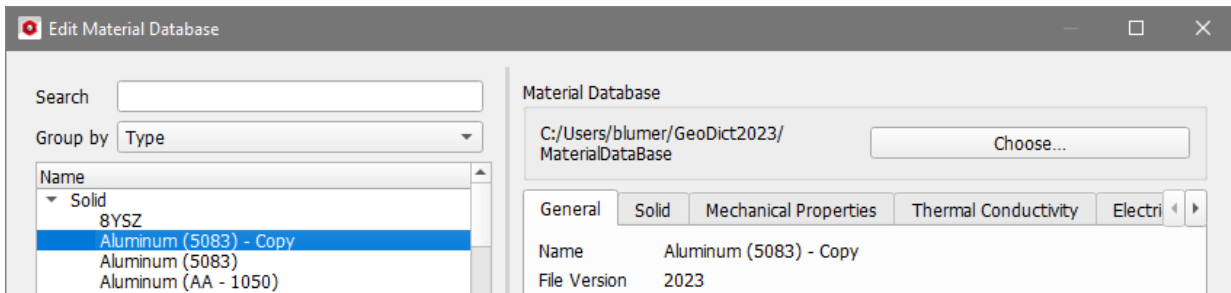 Edit Material Database
Search
Group by Type
Name
Solid
8YSZ
Aluminum (5083) - Copy
Aluminum (5083)
Aluminum (AA - 1050)
Material Database
C:/Users/blumer/GeoDict2023/
MaterialDataBase
Choose...
General Solid Mechanical Properties Thermal Conductivity Electri
Name Aluminum (5083) - Copy
File Version 2023